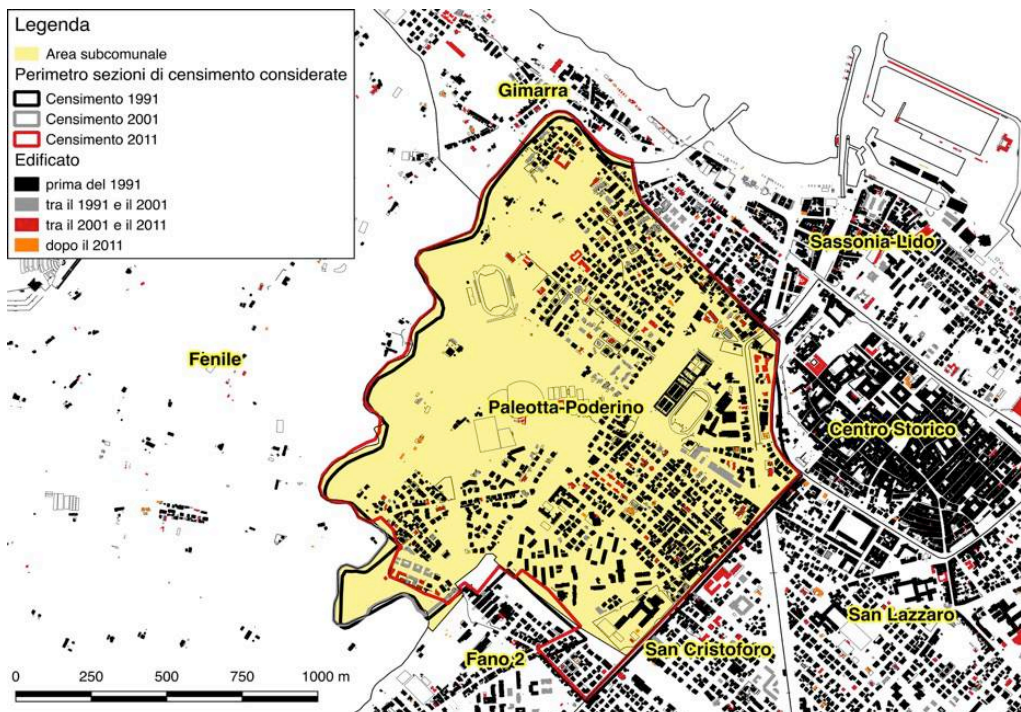 Legenda
Area subcomunale
Perimetro sezioni di censimento considerate
Censimento 1991
Censimento 2001
Censimento 2011
Edificato
prima del 1991
tra il 1991 e il 2001
tra il 2001 e il 2011
dopo il 2011
Gimarra
Sassonia-Lido
Fenile
Paleotta-Poderino
Centro Storico
San Lazzaro
San Cristoforo
Fano 2
0 250 500 750 1000 m